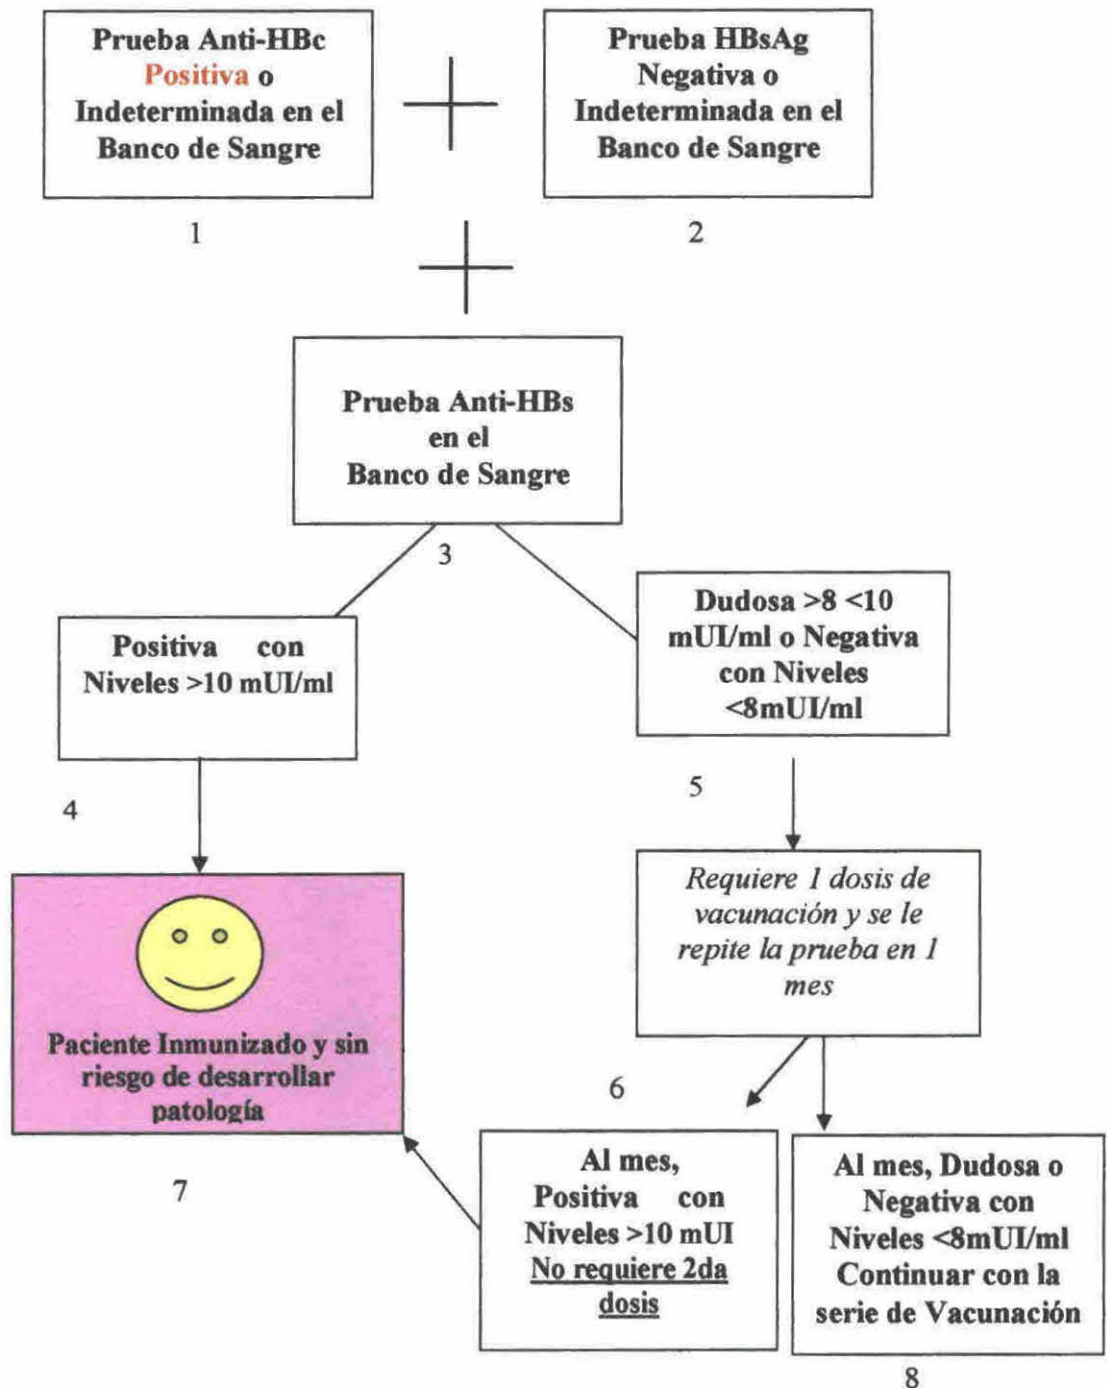 Prueba Anti-HBc
Positiva o
Indeterminada en el
Banco de Sangre
1
Prueba HBsAg
Negativa o
Indeterminada en el
Banco de Sangre
2
Prueba Anti-HBs
en el
Banco de Sangre
3
Positiva con
Niveles >10 mUI/ml
4
Dudosa >8 <10
mUI/ml o Negativa
con Niveles
<8mUI/ml
5
Requiere 1 dosis de
vacunación y se le
repite la prueba en 1
mes
6
Paciente Inmunizado y sin
riesgo de desarrollar
patología
7
Al mes,
Positiva con
Niveles >10 mUI
No requiere 2da
dosis
Al mes, Dudosa o
Negativa con
Niveles <8mUI/ml
Continuar con la
serie de Vacunación
8